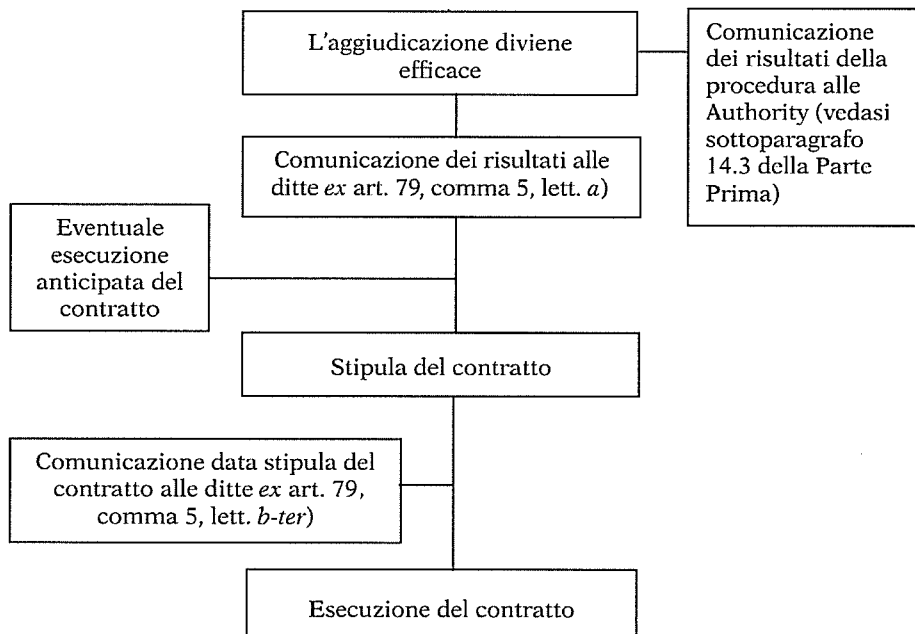 L'aggiudicazione diviene
efficace
Comunicazione
dei risultati della
procedura alle
Authority (vedasi
sottoparagrafo
14.3 della Parte
Prima)
Comunicazione dei risultati alle
ditte ex art. 79, comma 5, lett. a)
Eventuale
esecuzione
anticipata del
contratto
Stipula del contratto
Comunicazione data stipula del
contratto alle ditte ex art. 79,
comma 5, lett. b-ter)
Esecuzione del contratto